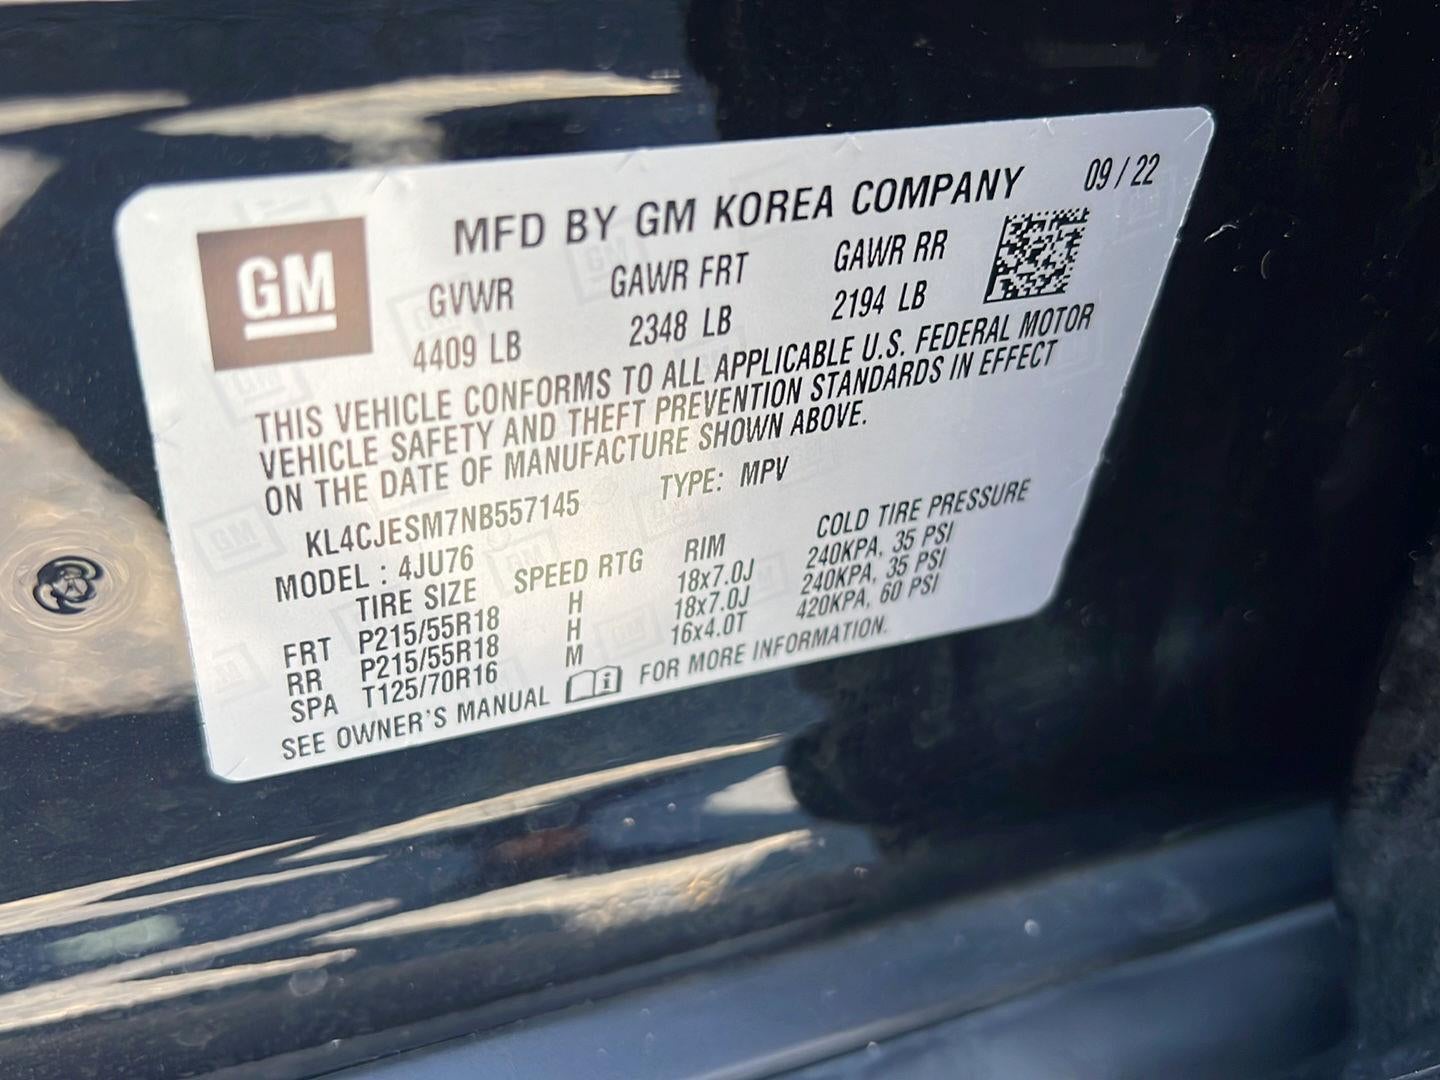 GM
MFD BY GM KOREA COMPANY 09 / 22
GVWR GAWR FRT GAWR RR
4409 LB 2348 LB 2194 LB
THIS VEHICLE CONFORMS TO ALL APPLICABLE U.S. FEDERAL MOTOR
VEHICLE SAFETY AND THEFT PREVENTION STANDARDS IN EFFECT
ON THE DATE OF MANUFACTURE SHOWN ABOVE.
KL4CJESM7NB557145 TYPE: MPV
MODEL : 4JU76
TIRE SIZE SPEED RTG RIM COLD TIRE PRESSURE
FRT P215/55R18 H 18x7.0J 240KPA, 35 PSI
RR P215/55R18 H 18x7.0J 240KPA, 35 PSI
SPA T125/70R16 M 16x4.0T 420KPA, 60 PSI
SEE OWNER'S MANUAL i FOR MORE INFORMATION.